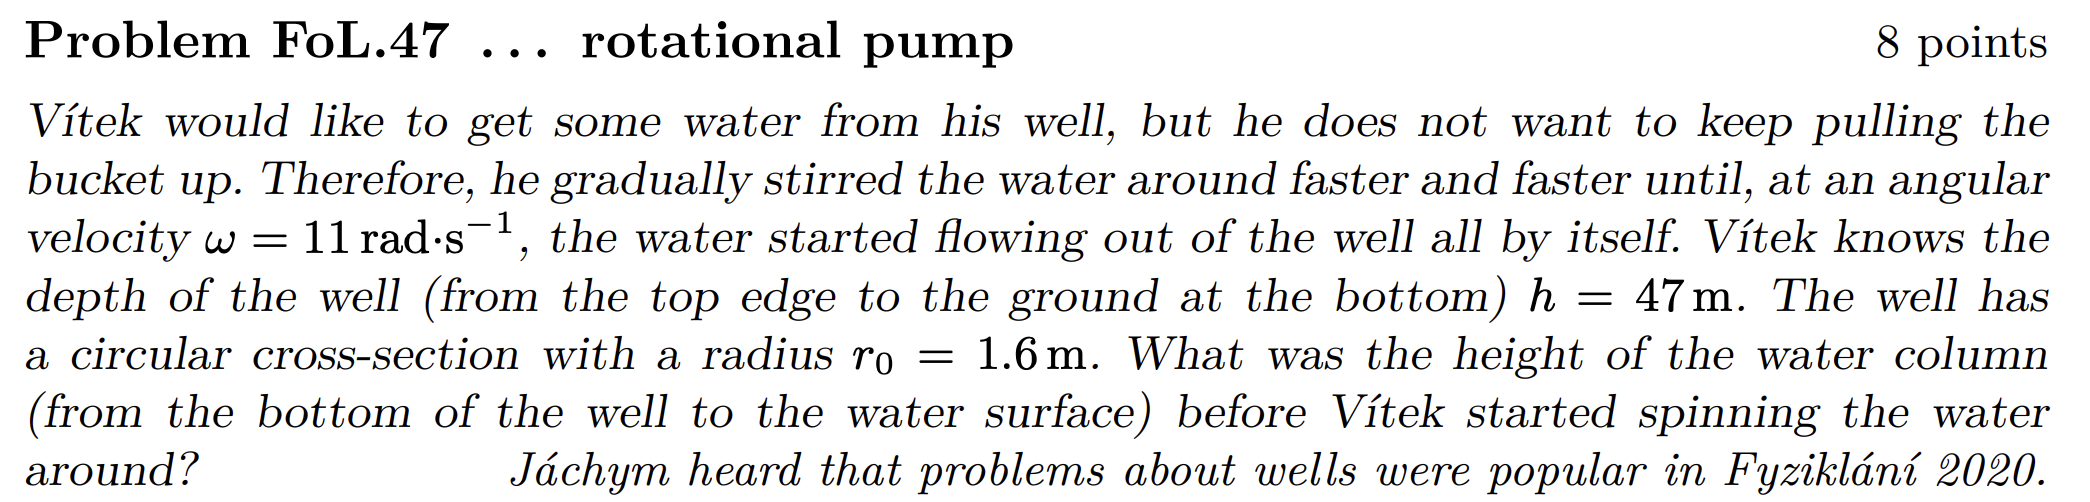 Problem FoL.47 ... rotational pump 8 points
Vítek would like to get some water from his well, but he does not want to keep pulling the
bucket up. Therefore, he gradually stirred the water around faster and faster until, at an angular
velocity ω = 11 rad·s⁻¹, the water started flowing out of the well all by itself. Vítek knows the
depth of the well (from the top edge to the ground at the bottom) h = 47 m. The well has
a circular cross-section with a radius r₀ = 1.6 m. What was the height of the water column
(from the bottom of the well to the water surface) before Vítek started spinning the water
around? Jáchym heard that problems about wells were popular in Fyziklání 2020.